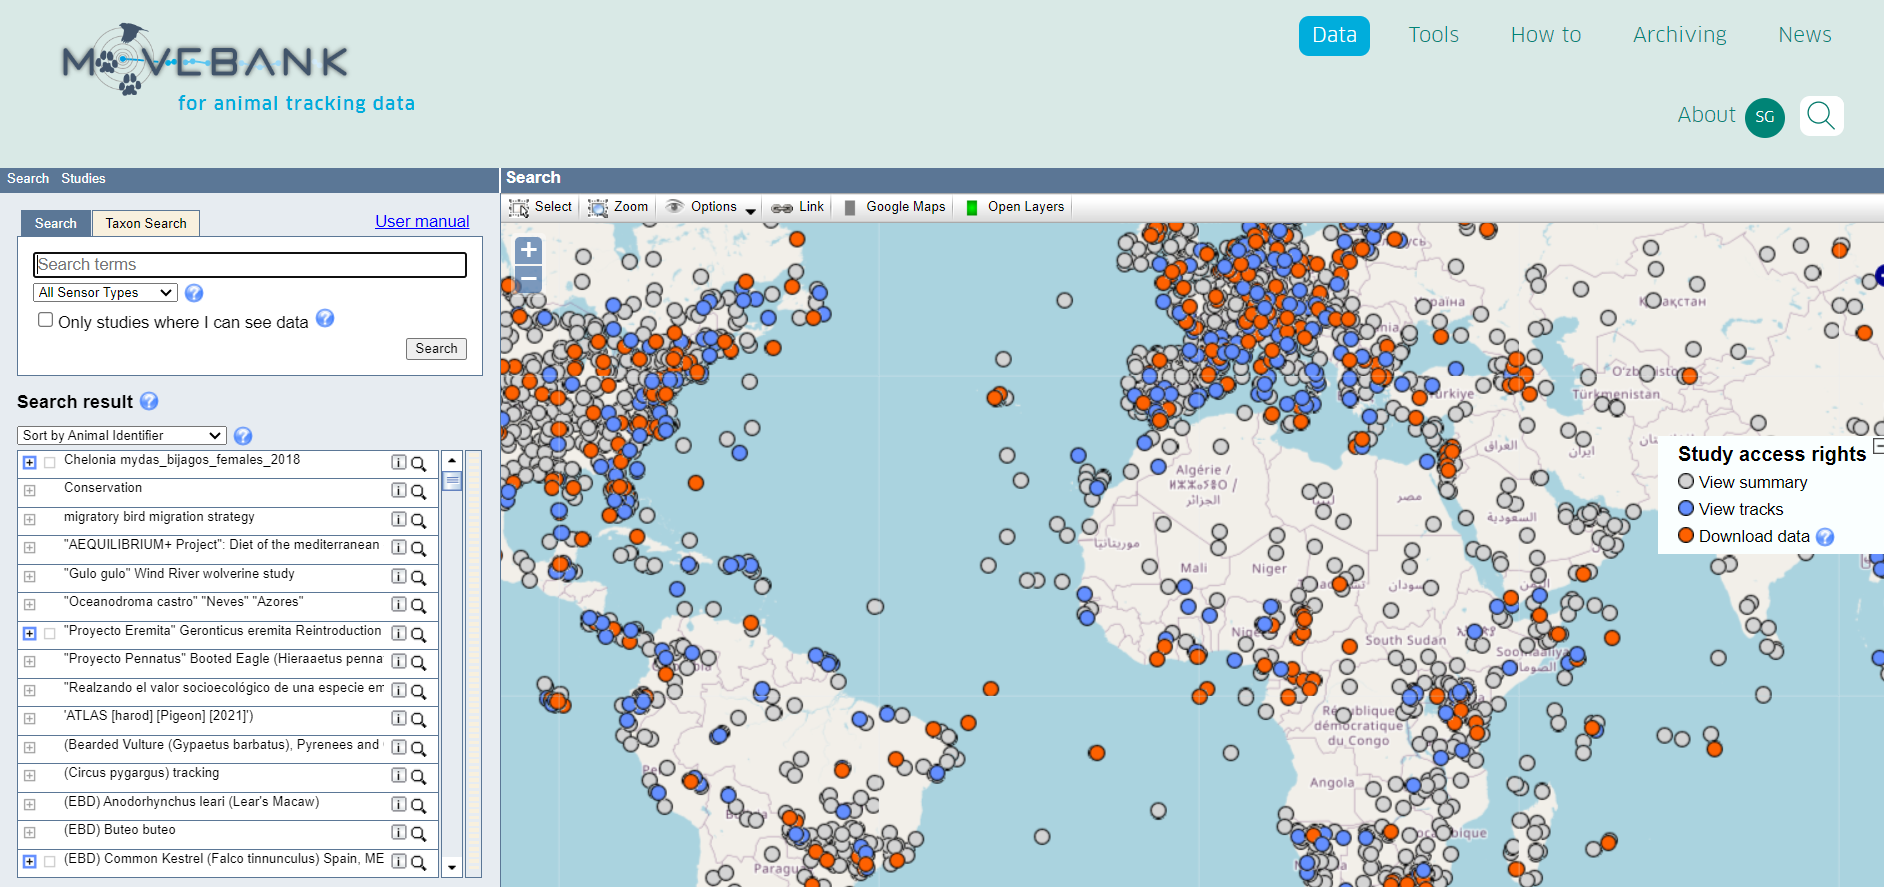 MOVEBANK
for animal tracking data
Data
Tools
How to
Archiving
News
About
SG
Search
Studies
Search
Search
Taxon Search
User manual
Search terms
All Sensor Types
Only studies where I can see data
Search
Search result
Sort by Animal Identifier
Chelonia mydas_bijagos_females_2018
Conservation
migratory bird migration strategy
"AEQUILIBRIUM+ Project": Diet of the mediterranean
"Gulo gulo" Wind River wolverine study
"Oceanodroma castro" "Neves" "Azores"
"Proyecto Eremita" Geronticus eremita Reintroduction
"Proyecto Pennatus" Booted Eagle (Hieraaetus penna
"Realzando el valor socioecológico de una especie em
'ATLAS [harod] [Pigeon] [2021]')
(Bearded Vulture (Gypaetus barbatus), Pyrenees and
(Circus pygargus) tracking
(EBD) Anodorhynchus leari (Lear's Macaw)
(EBD) Buteo buteo
(EBD) Common Kestrel (Falco tinnunculus) Spain, ME
Select
Zoom
Options
Link
Google Maps
Open Layers
Study access rights
View summary
View tracks
Download data
Algérie /
ⵍⵣⵣⴰⵢⴻⵔ /
الجزائر
مصر
العراق
السعودية
ایران
موريتانيا
Mali
Niger
السودان
اليمن
South Sudan
Soomaaliya
الصومال
République
démocratique
du Congo
Angola
Paragu
Türkmenistan